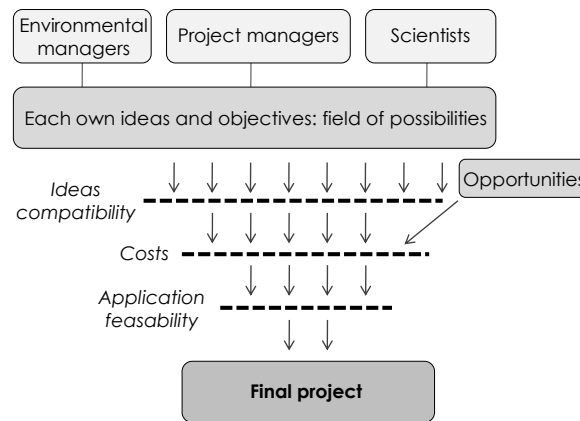 Environmental
managers
Project managers
Scientists
Each own ideas and objectives: field of possibilities
Ideas
compatibility
Opportunities
Costs
Application
feasability
Final project